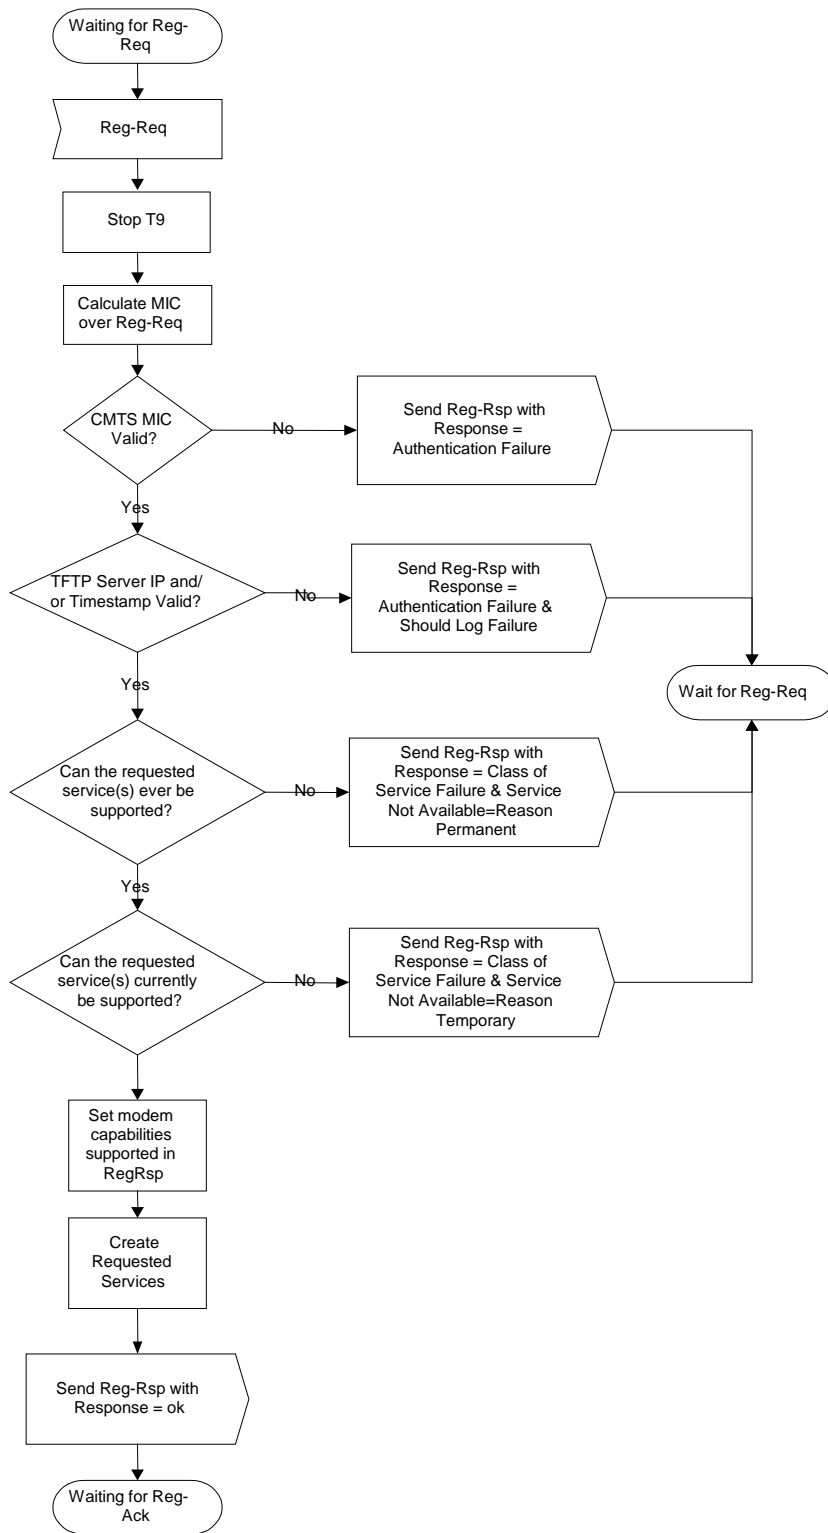 Waiting for Reg-
Req
Reg-Req
Stop T9
Calculate MIC
over Reg-Req
CMTS MIC
Valid?
No
Send Reg-Rsp with
Response =
Authentication Failure
Yes
TFTP Server IP and/
or Timestamp Valid?
No
Send Reg-Rsp with
Response =
Authentication Failure &
Should Log Failure
Yes
Wait for Reg-Req
Can the requested
service(s) ever be
supported?
No
Send Reg-Rsp with
Response = Class of
Service Failure & Service
Not Available=Reason
Permanent
Yes
Can the requested
service(s) currently
be supported?
No
Send Reg-Rsp with
Response = Class of
Service Failure & Service
Not Available=Reason
Temporary
Set modem
capabilities
supported in
RegRsp
Create
Requested
Services
Send Reg-Rsp with
Response = ok
Waiting for Reg-
Ack